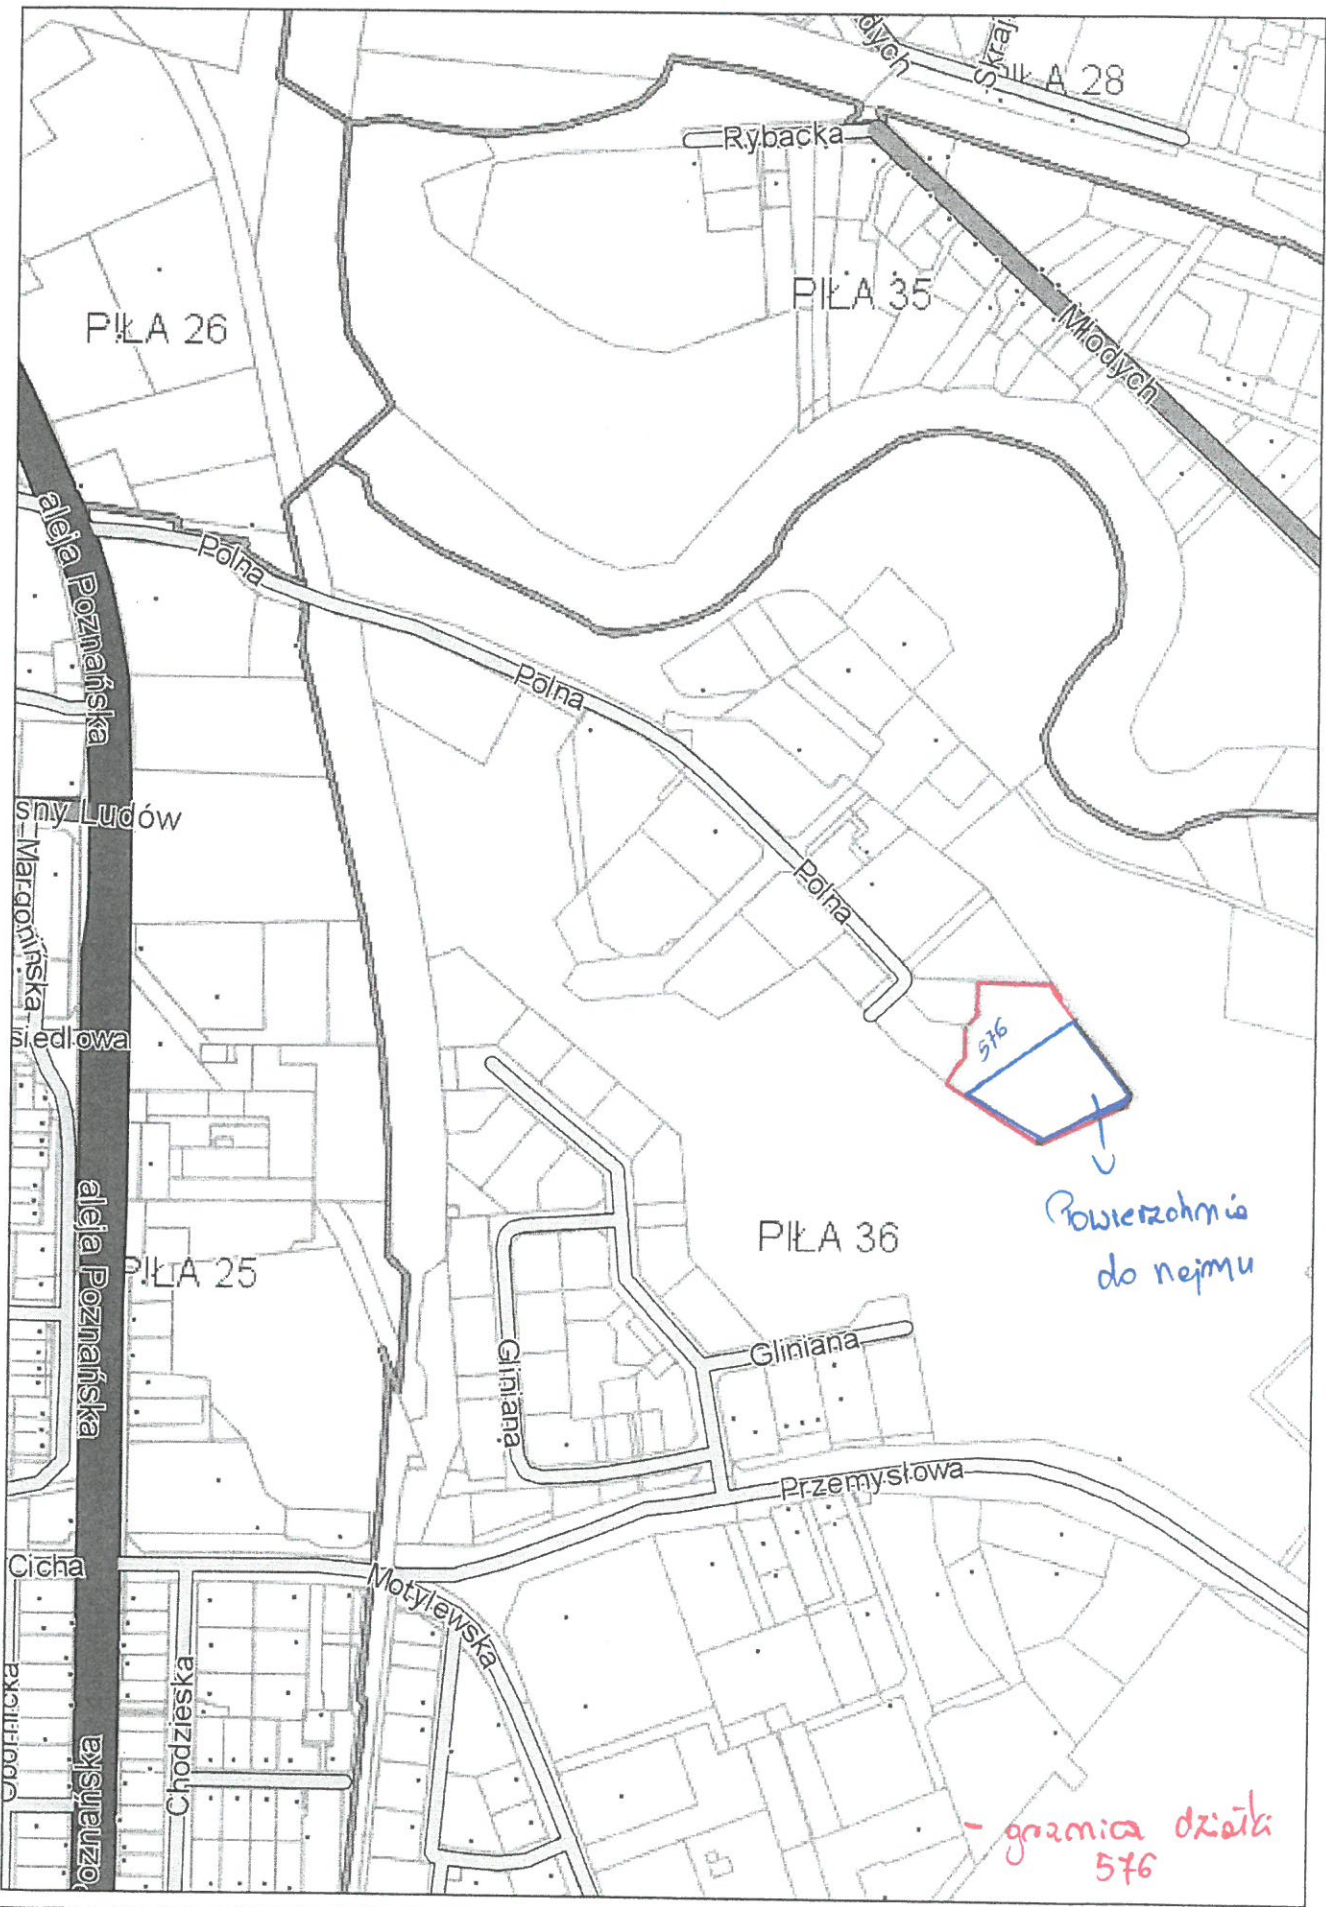 dych
Skraj
PIŁA 28
Rybacka
PIŁA 35
PIŁA 26
Młodych
aleja Poznańska
Polna
Polna
sny Ludów
Margonińska
Polna
siedlowa
576
Powierzchnia
do najmu
aleja Poznańska
PIŁA 36
PIŁA 25
Gliniana
Gliniana
Przemysłowa
Cicha
Motylewska
Chodzieska
Poznańska
- granica działki
576